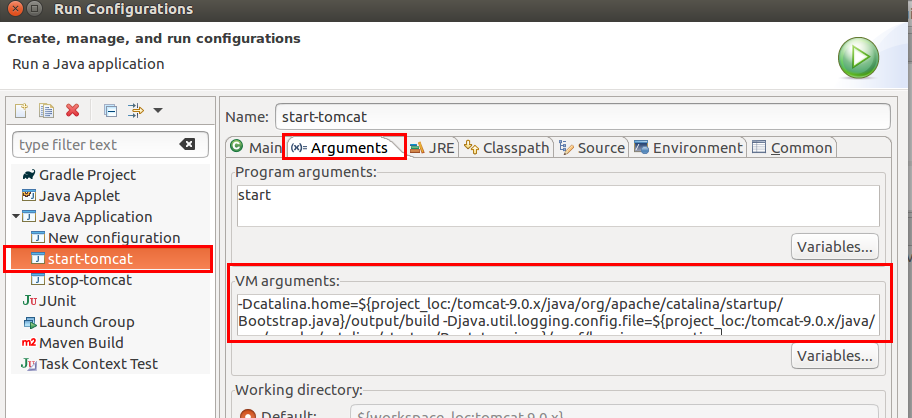 Run Configurations
Create, manage, and run configurations
Run a Java application
type filter text
Gradle Project
Java Applet
Java Application
New_configuration
start-tomcat
stop-tomcat
JUnit
Launch Group
Maven Build
Task Context Test
Name: start-tomcat
Main (x)= Arguments JRE Classpath Source Environment Common
Program arguments:
start
Variables...
VM arguments:
-Dcatalina.home=${project_loc:/tomcat-9.0.x/java/org/apache/catalina/startup/
Bootstrap.java}/output/build -Djava.util.logging.config.file=${project_loc:/tomcat-9.0.x/java/
Variables...
Working directory:
Default: ${workspace_loc:tomcat-9.0.x}